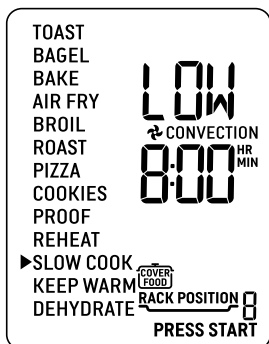 TOAST
BAGEL
BAKE
AIR FRY
BROIL
ROAST
PIZZA
COOKIES
PROOF
REHEAT
SLOW COOK
KEEP WARM
DEHYDRATE
LOW
CONVECTION
8:00 HR
MIN
COVER
FOOD
RACK POSITION 8
PRESS START